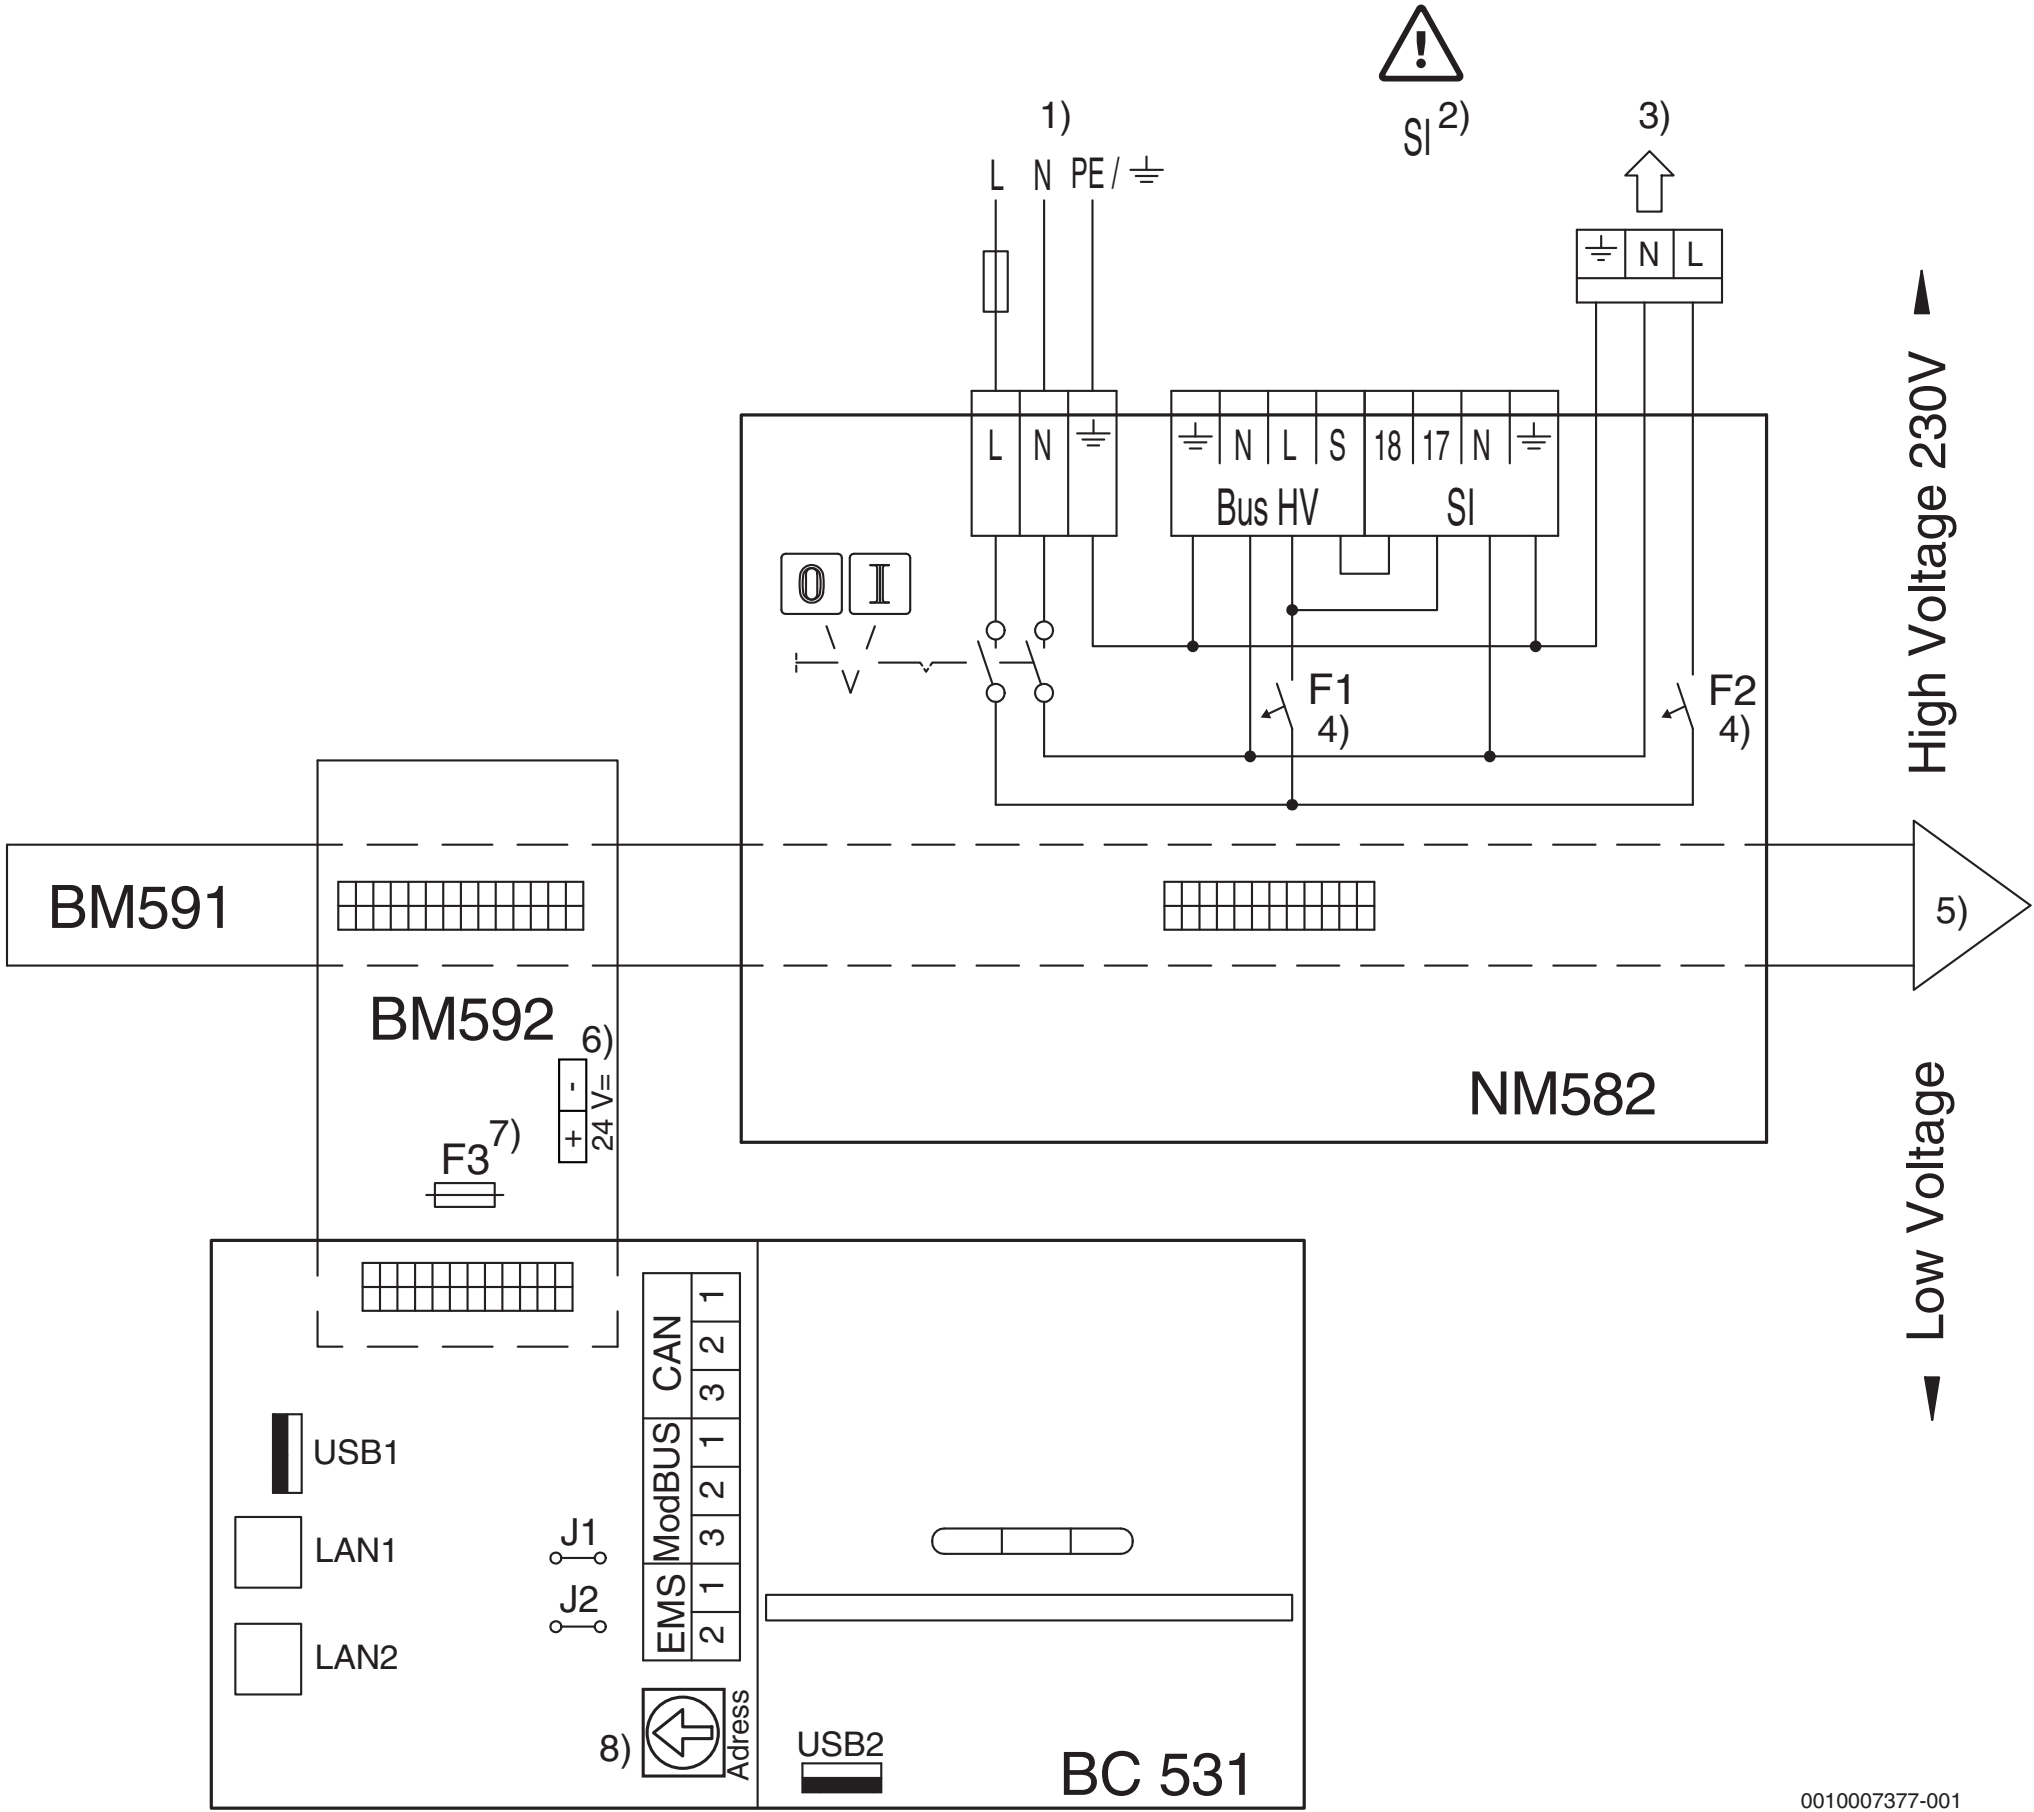 1)
SI 2)
3)
L N PE /
N L
High Voltage 230V
L N
N L S 18 17 N
Bus HV SI
0 I
F1
4)
F2
4)
BM591
5)
BM592
6)
- +
24 V=
NM582
F3 7)
Low Voltage
CAN 1 2 3
ModBUS 1 2 3
EMS 1 2
USB1
LAN1
J1
J2
LAN2
8)
Adress
USB2
BC 531
0010007377-001